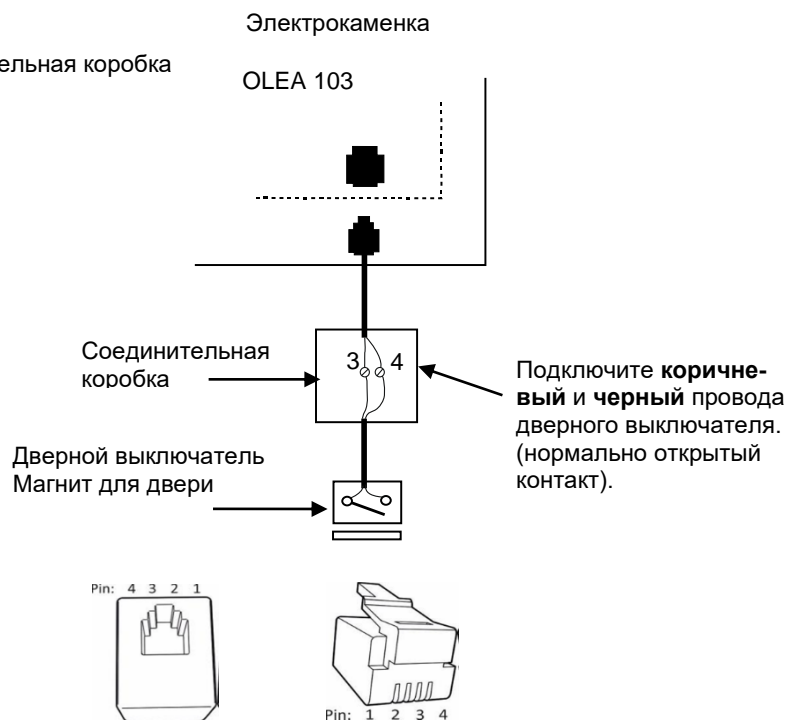 Электрокаменка
ельная коробка
OLEA 103
Соединительная
коробка
3 4
Подключите коричне-
вый и черный провода
дверного выключателя.
(нормально открытый
контакт).
Дверной выключатель
Магнит для двери
Pin: 4 3 2 1
Pin: 1 2 3 4